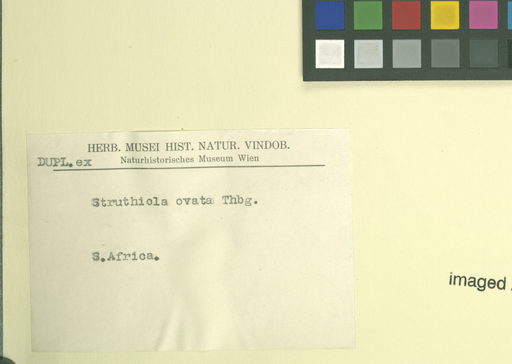 HERB. MUSEI HIST. NATUR. VINDOB.
DUPL. ex Naturhistorisches Museum Wien
Struthiola ovata Thbg.
S.Africa.
imaged